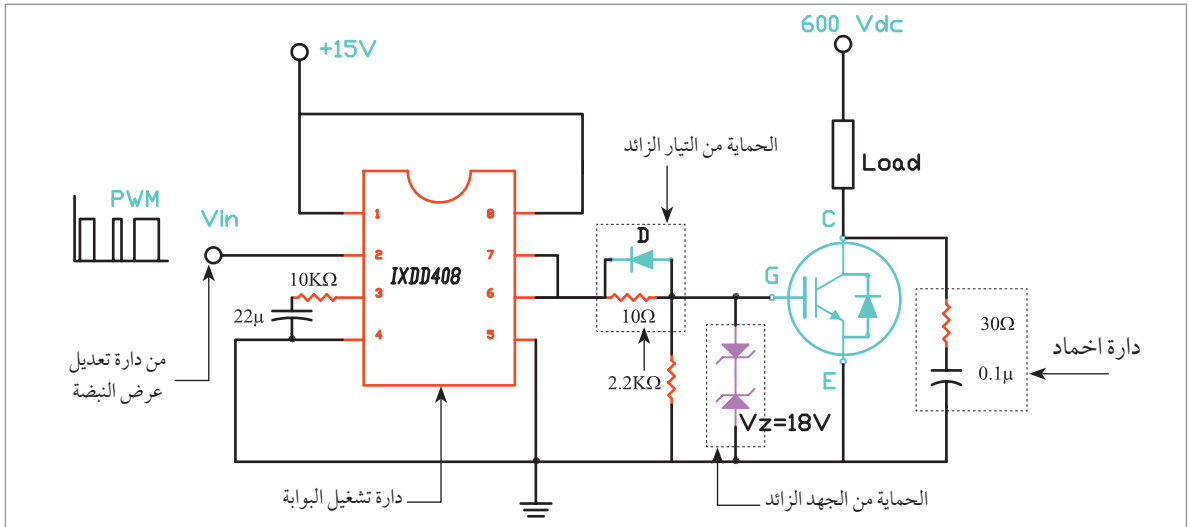 600 Vdc
+15V
الحماية من التيار الزائد
Load
PWM
Vin
1
8
C
D
2
7
IXDD408
G
10KΩ
3
6
22μ
10Ω
30Ω
دارة اخماد
4
5
من دارة تعديل
عرض النبضة
2.2KΩ
E
0.1μ
Vz=18V
دارة تشغيل البوابة
الحماية من الجهد الزائد